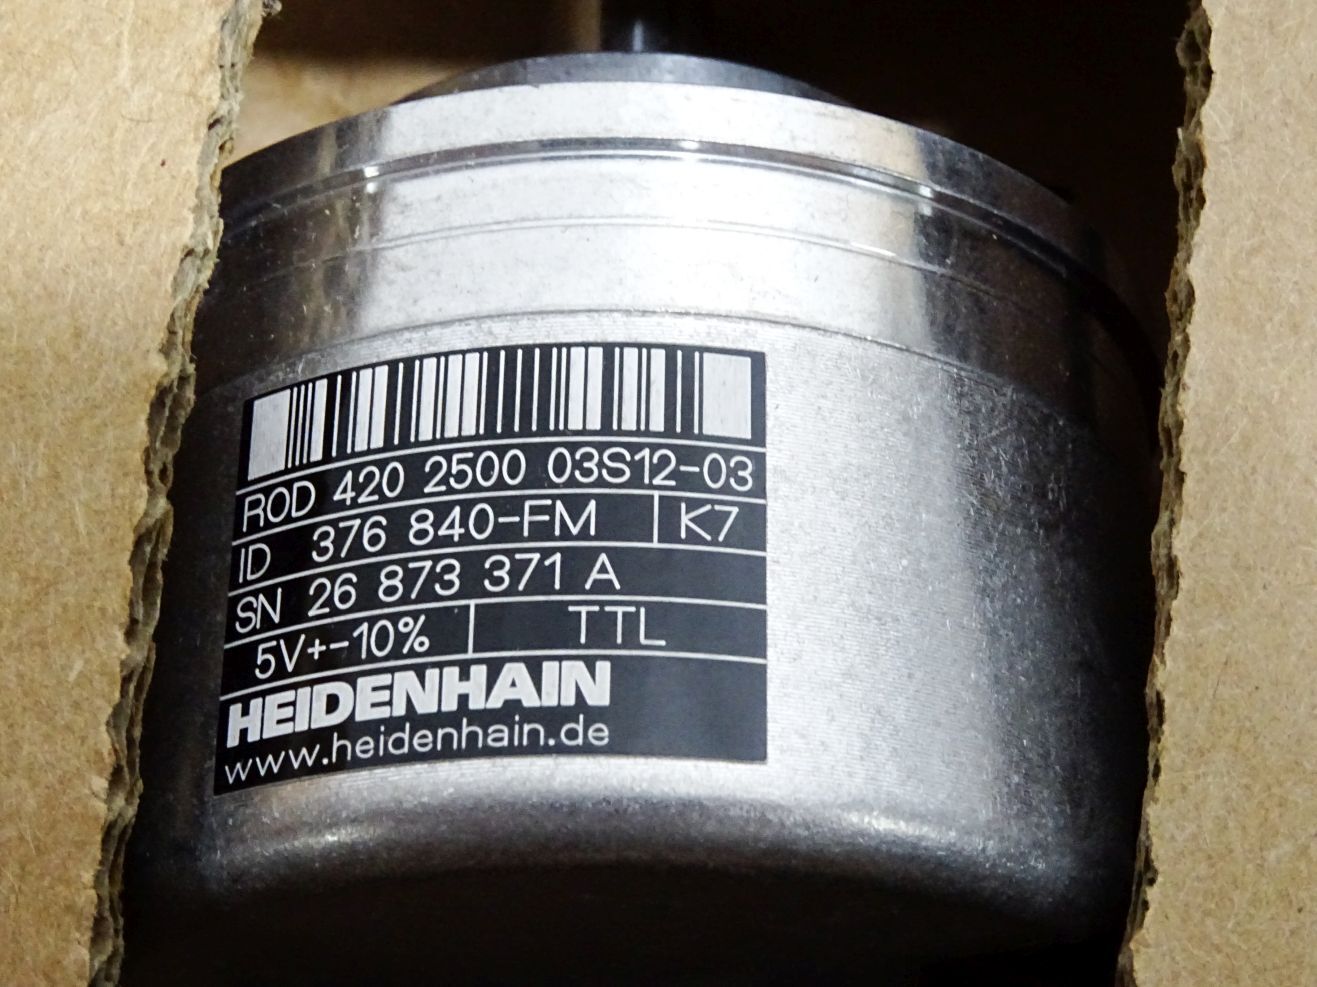 ROD 420 2500 03S12-03
ID 376 840-FM K7
SN 26 873 371 A
5V+-10% TTL
HEIDENHAIN
www.heidenhain.de